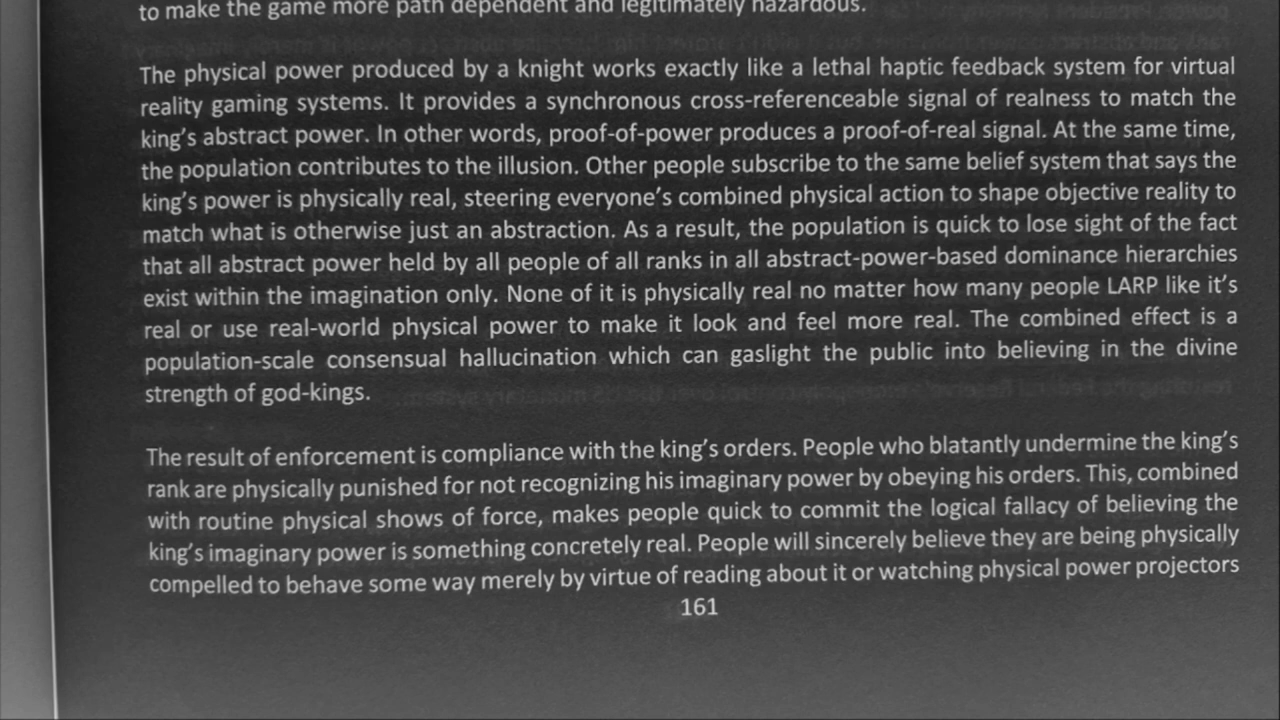 to make the game more path dependent and legitimately hazardous.
The physical power produced by a knight works exactly like a lethal haptic feedback system for virtual
reality gaming systems. It provides a synchronous cross-referenceable signal of realness to match the
king's abstract power. In other words, proof-of-power produces a proof-of-real signal. At the same time,
the population contributes to the illusion. Other people subscribe to the same belief system that says the
king's power is physically real, steering everyone's combined physical action to shape objective reality to
match what is otherwise just an abstraction. As a result, the population is quick to lose sight of the fact
that all abstract power held by all people of all ranks in all abstract-power-based dominance hierarchies
exist within the imagination only. None of it is physically real no matter how many people LARP like it's
real or use real-world physical power to make it look and feel more real. The combined effect is a
population-scale consensual hallucination which can gaslight the public into believing in the divine
strength of god-kings.
The result of enforcement is compliance with the king's orders. People who blatantly undermine the king's
rank are physically punished for not recognizing his imaginary power by obeying his orders. This, combined
with routine physical shows of force, makes people quick to commit the logical fallacy of believing the
king's imaginary power is something concretely real. People will sincerely believe they are being physically
compelled to behave some way merely by virtue of reading about it or watching physical power projectors
161